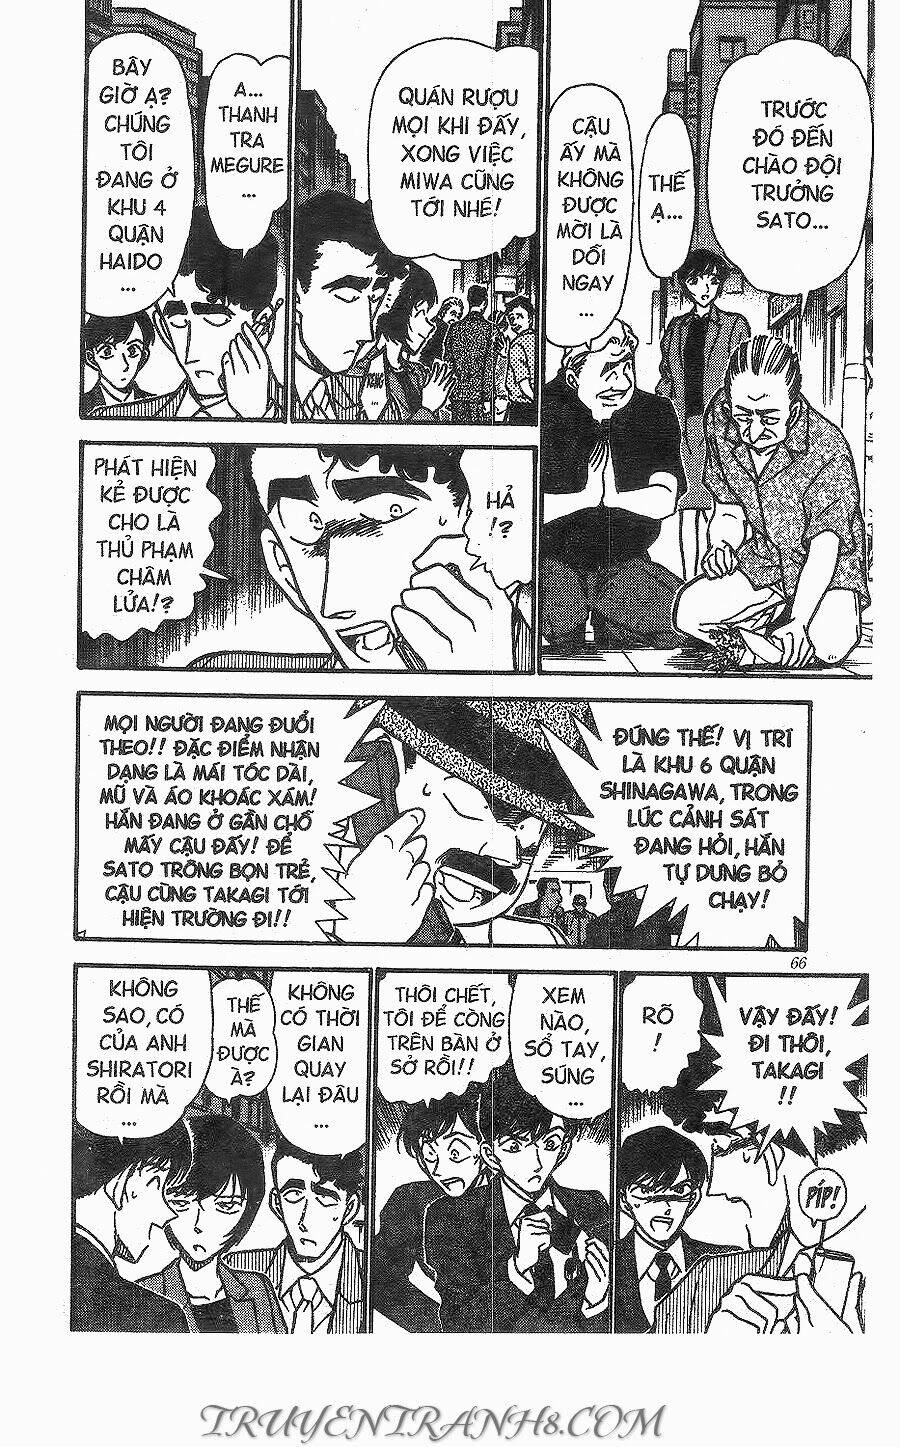 TRƯỚC
ĐÓ ĐẾN
CHÀO ĐỘI
TRƯỞNG
SATO...
THẾ
Ạ...
CẬU
ẤY MÀ
KHÔNG
ĐƯỢC
MỜI LÀ
DỖI
NGAY
...
QUÁN RƯỢU
MỌI KHI ĐẤY,
XONG VIỆC
MIWA CŨNG
TỚI NHÉ!
A...
THANH
TRA
MEGURE
...
BÂY
GIỜ Ạ?
CHÚNG
TÔI
ĐANG Ở
KHU 4
QUẬN
HAIDO
...
HẢ
!?
PHÁT HIỆN
KẺ ĐƯỢC
CHO LÀ
THỦ PHẠM
CHÂM
LỬA!?
ĐÚNG THẾ! VỊ TRÍ
LÀ KHU 6 QUẬN
SHINAGAWA, TRONG
LÚC CẢNH SÁT
ĐANG HỎI, HẮN
TỰ DUNG BỎ
CHẠY!
MỌI NGƯỜI ĐANG ĐUỔI
THEO!! ĐẶC ĐIỂM NHẬN
DẠNG LÀ MÁI TÓC DÀI,
MŨ VÀ ÁO KHOÁC XÁM!
HẮN ĐANG Ở GẦN CHỖ
MẤY CẬU ĐẤY! ĐỂ
SATO TRÔNG BỌN TRẺ,
CẬU CÙNG TAKAGI TỚI
HIỆN TRƯỜNG ĐI!!
66
VẬY ĐẤY!
ĐI THÔI,
TAKAGI
!!
PÍP!
RÕ
!
XEM
NÀO,
SỔ TAY,
SÚNG
...
THÔI CHẾT,
TÔI ĐỂ CÒNG
TRÊN BÀN Ở
SỞ RỒI!!
KHÔNG
CÓ THỜI
GIAN
QUAY
LẠI ĐÂU
...
THẾ
MÀ
ĐƯỢC
À?
KHÔNG
SAO, CÓ
CỦA ANH
SHIRATORI
RỒI MÀ
...
TRUYENTRANH8.COM